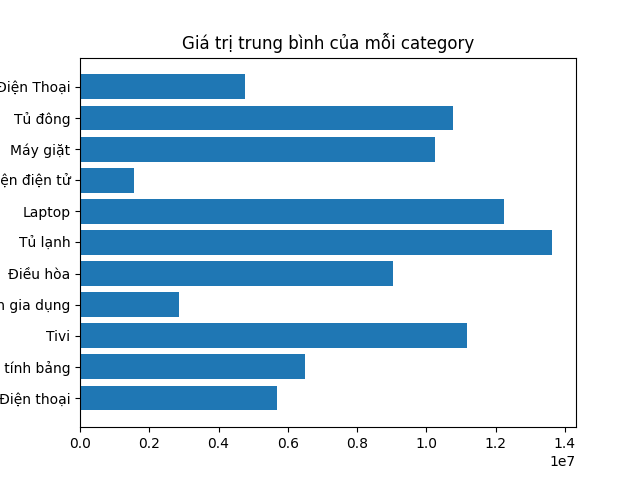 Giá trị trung bình của mỗi category
Điện Thoại
Tủ đông
Máy giặt
điện tử
Laptop
Tủ lạnh
Điều hòa
gia dụng
Tivi
tính bảng
Điện thoại
0.0 0.2 0.4 0.6 0.8 1.0 1.2 1.4
1e7